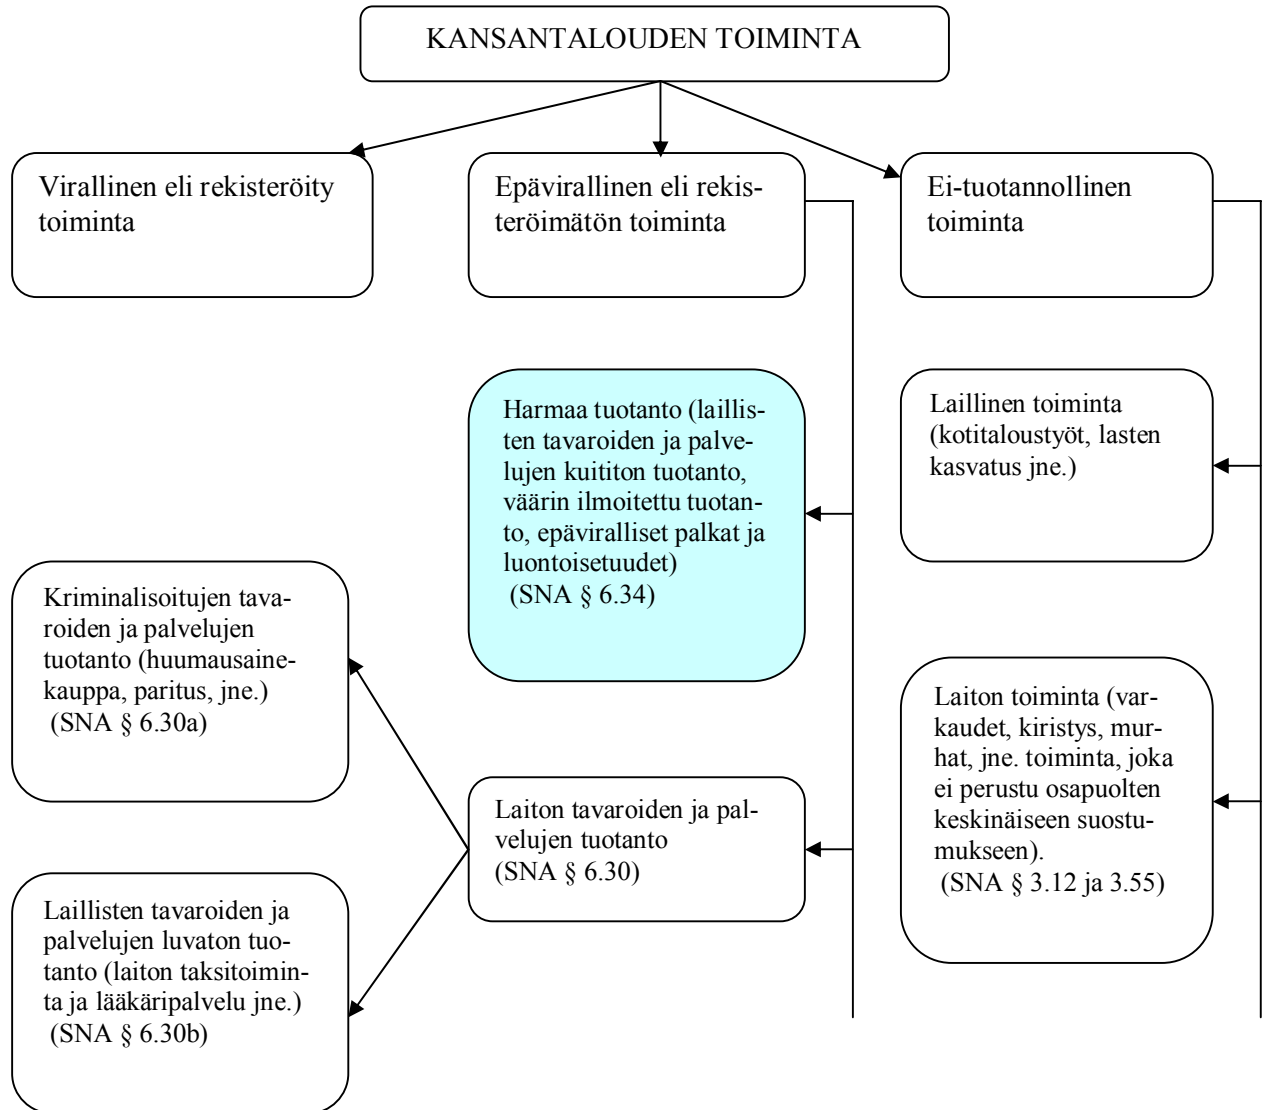 KANSANTALOUDEN TOIMINTA
Virallinen eli rekisteröity
toiminta
Epävirallinen eli rekis-
teröimätön toiminta
Ei-tuotannollinen
toiminta
Harmaa tuotanto (laillis-
ten tavaroiden ja palve-
lujen kuititon tuotanto,
väärin ilmoitettu tuotan-
to, epäviralliset palkat ja
luontoisetuudet)
(SNA § 6.34)
Laillinen toiminta
(kotitaloustyöt, lasten
kasvatus jne.)
Kriminalisoitujen tava-
roiden ja palvelujen
tuotanto (huumausaine-
kauppa, paritus, jne.)
(SNA § 6.30a)
Laiton tavaroiden ja pal-
velujen tuotanto
(SNA § 6.30)
Laiton toiminta (var-
kaudet, kiristys, mur-
hat, jne. toiminta, joka
ei perustu osapuolten
keskinäiseen suostu-
mukseen).
(SNA § 3.12 ja 3.55)
Laillisten tavaroiden ja
palvelujen luvaton tuo-
tanto (laiton taksitoimin-
ta ja lääkäripalvelu jne.)
(SNA § 6.30b)